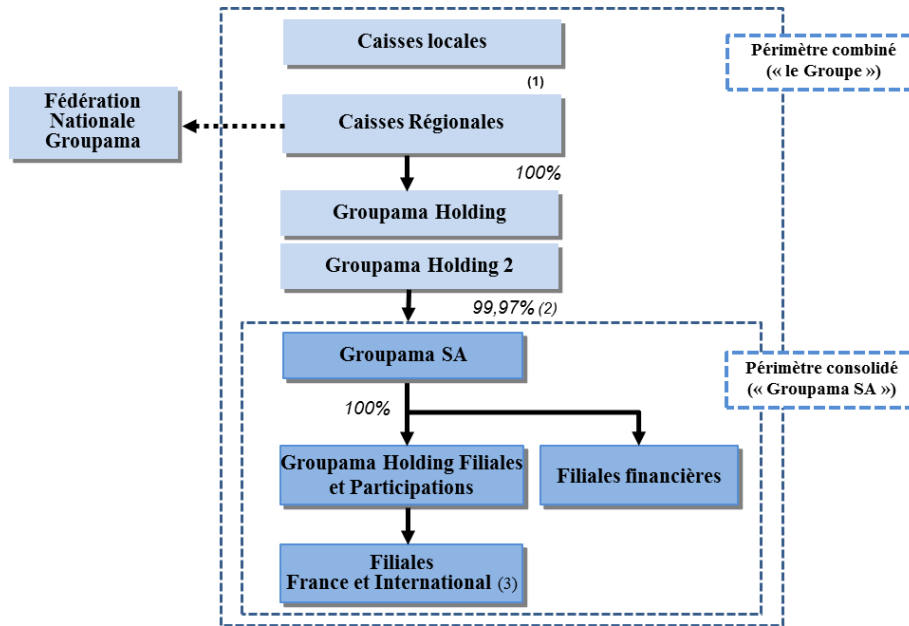 Caisses locales
Périmètre combiné
(« le Groupe »)
(1)
Fédération
Nationale
Groupama
Caisses Régionales
100%
Groupama Holding
Groupama Holding 2
99,97% (2)
Groupama SA
Périmètre consolidé
(« Groupama SA »)
100%
Groupama Holding Filiales
et Participations
Filiales financières
Filiales
France et International (3)